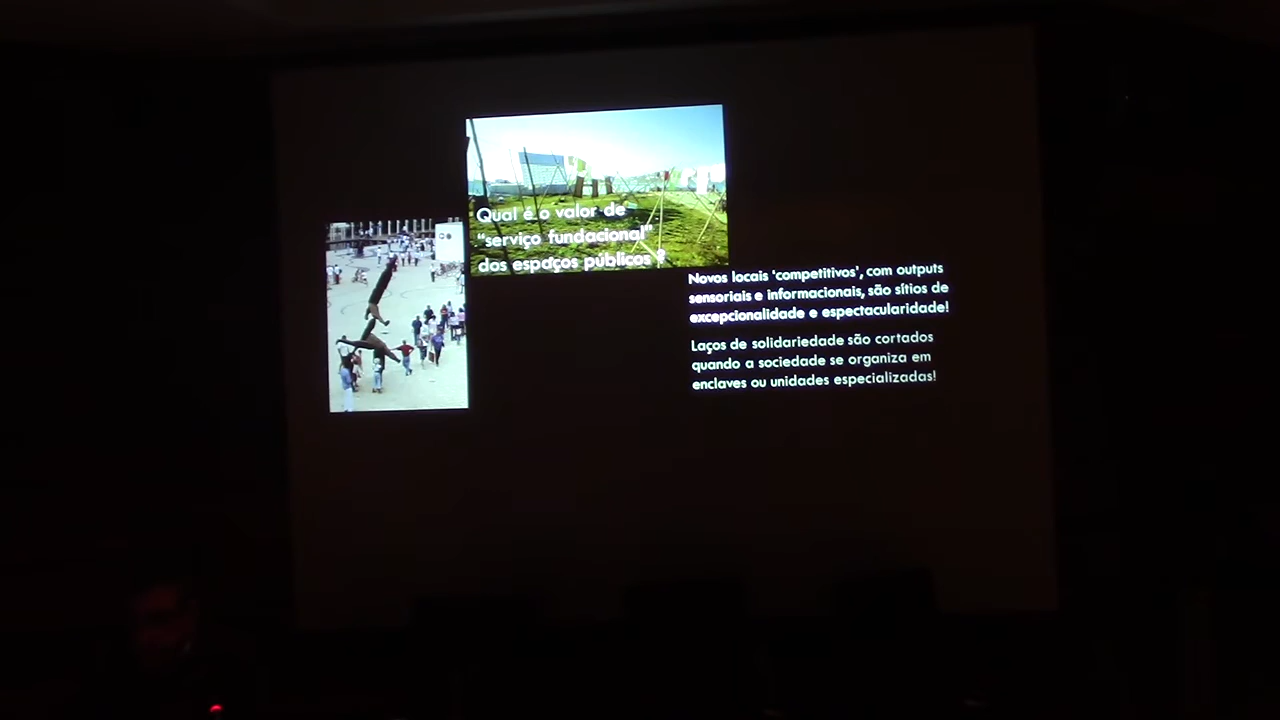 Qual é o valor de
“serviço fundacional”
dos espaços públicos ?
Novos locais ‘competitivos’, com outputs
sensoriais e informacionais, são sítios de
excepcionalidade e espectacularidade!
Laços de solidariedade são cortados
quando a sociedade se organiza em
enclaves ou unidades especializadas!